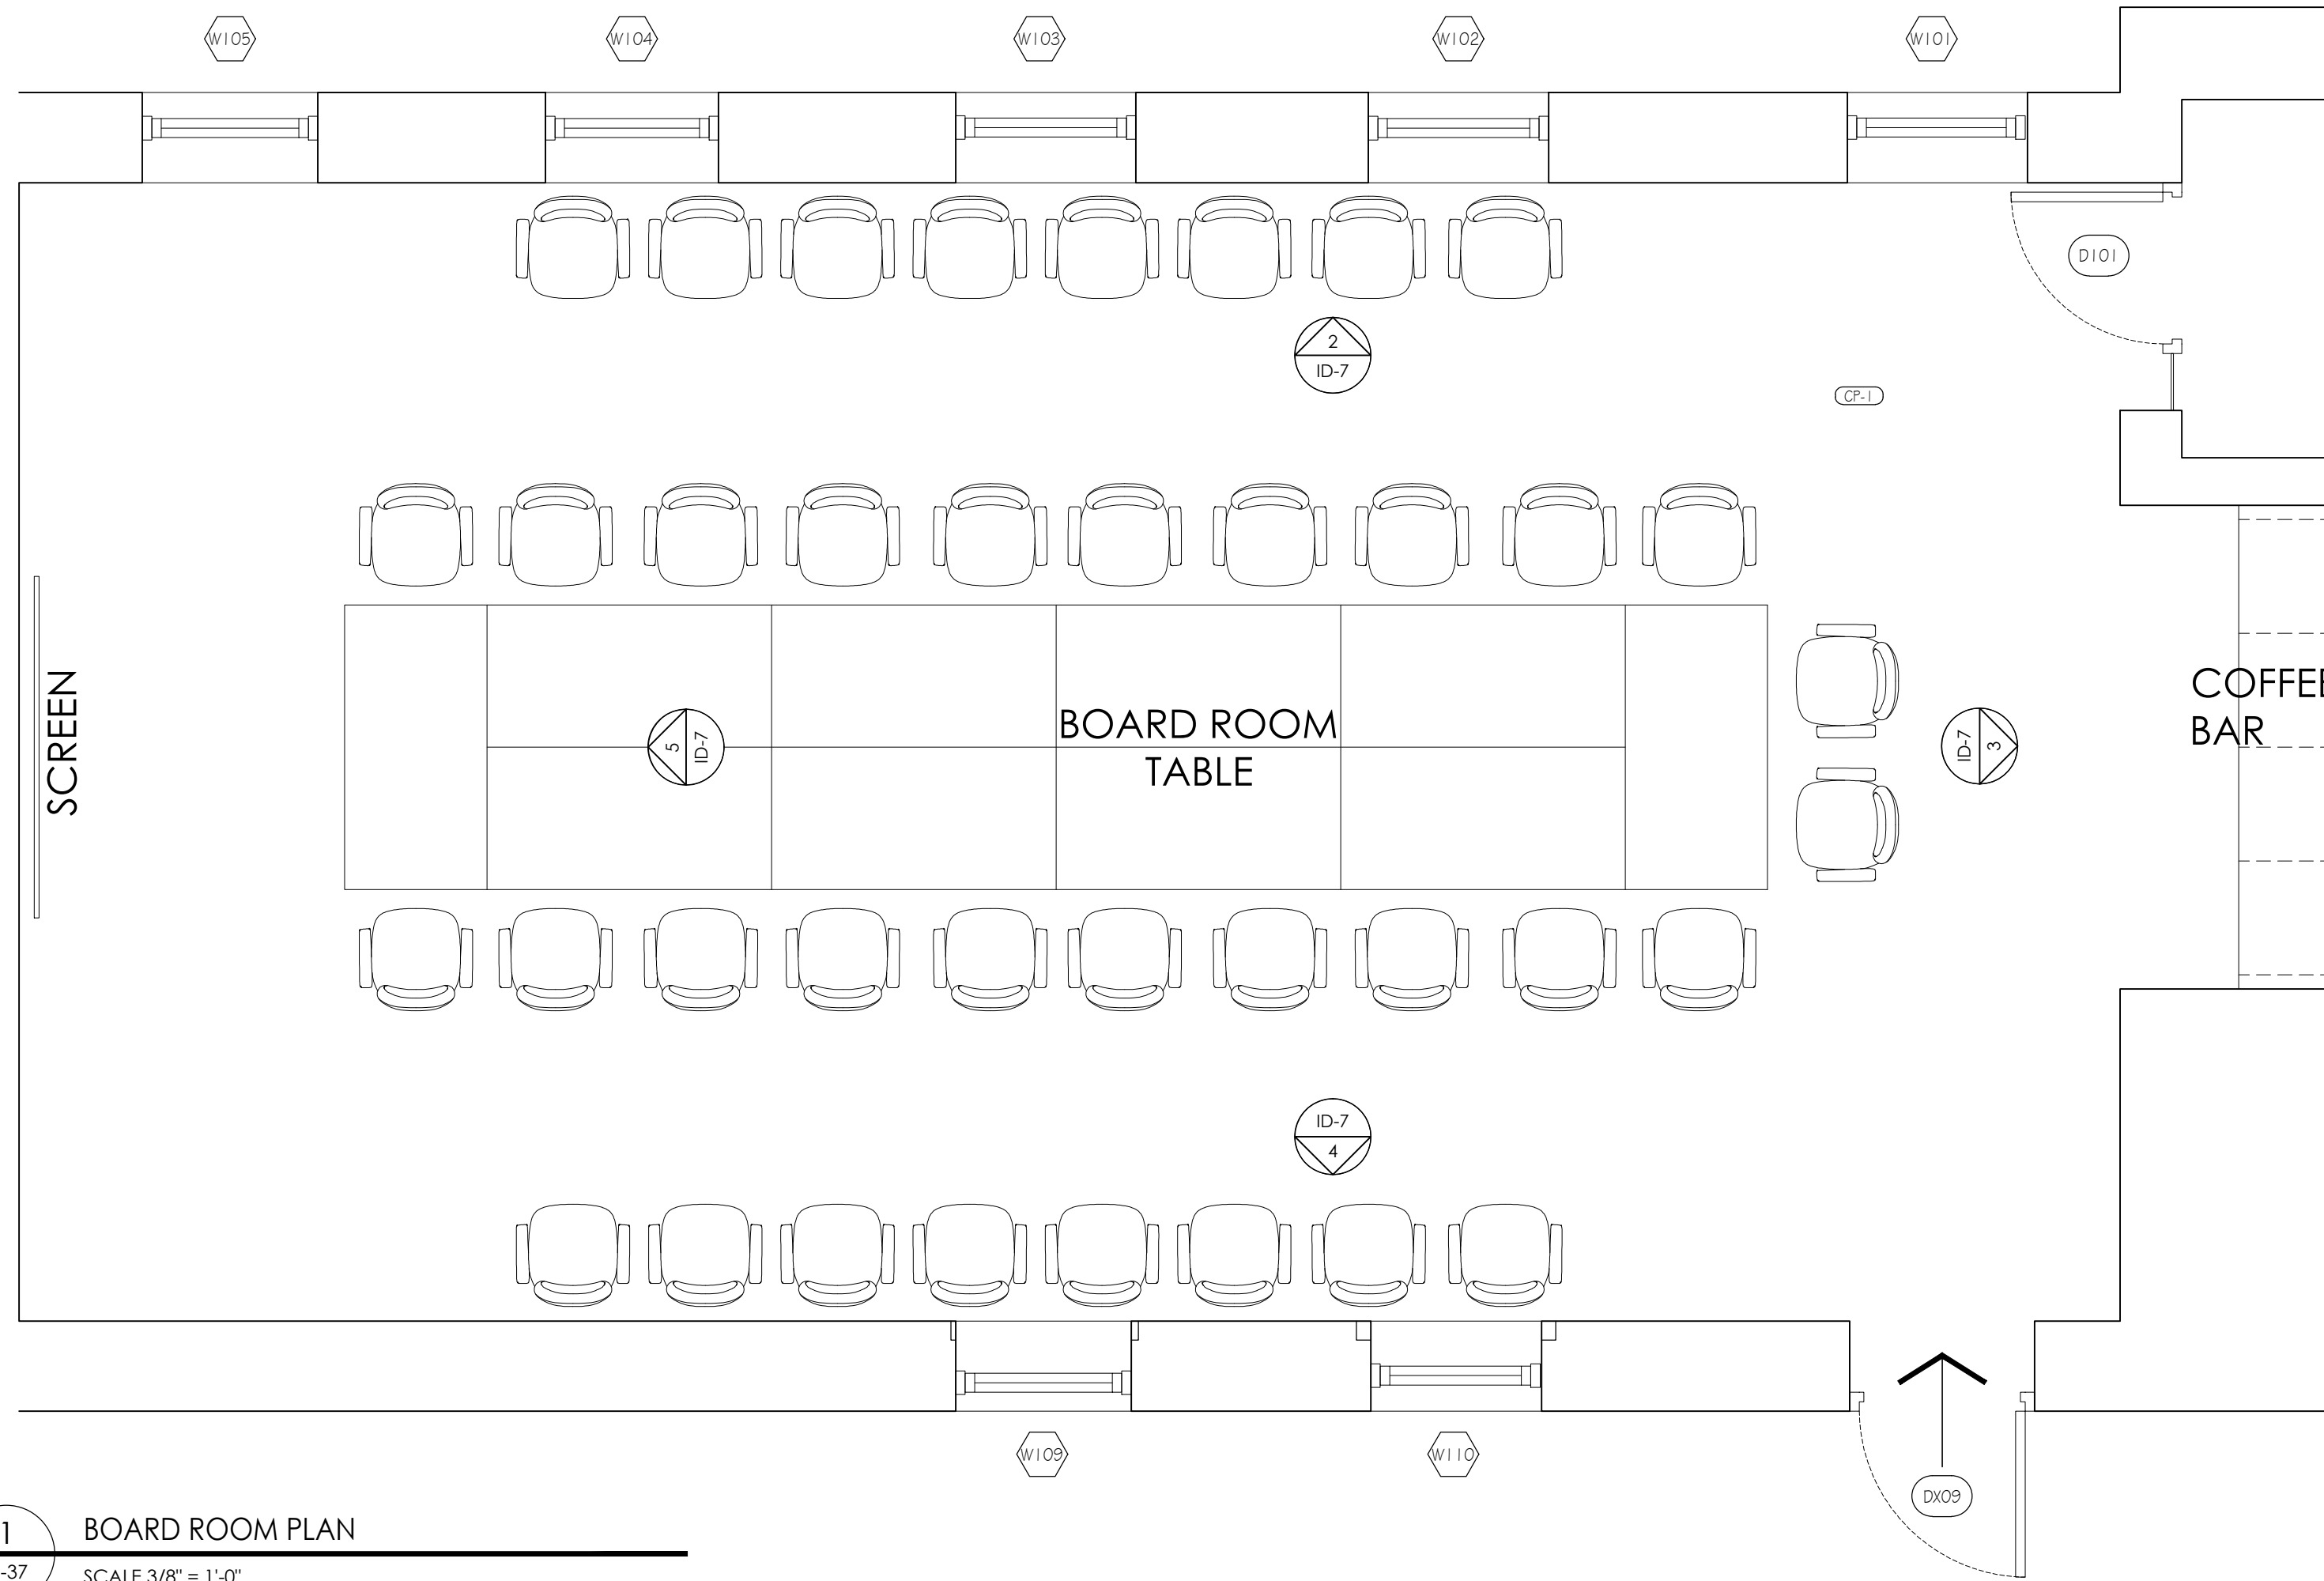 W105
W104
W103
W102
W101
D101
2
ID-7
CP-1
SCREEN
5
ID-7
BOARD ROOM
TABLE
ID-7
3
COFFEE
BAR
ID-7
4
W109
W110
DX09
1
-37
BOARD ROOM PLAN
SCALE 3/8" = 1'-0"